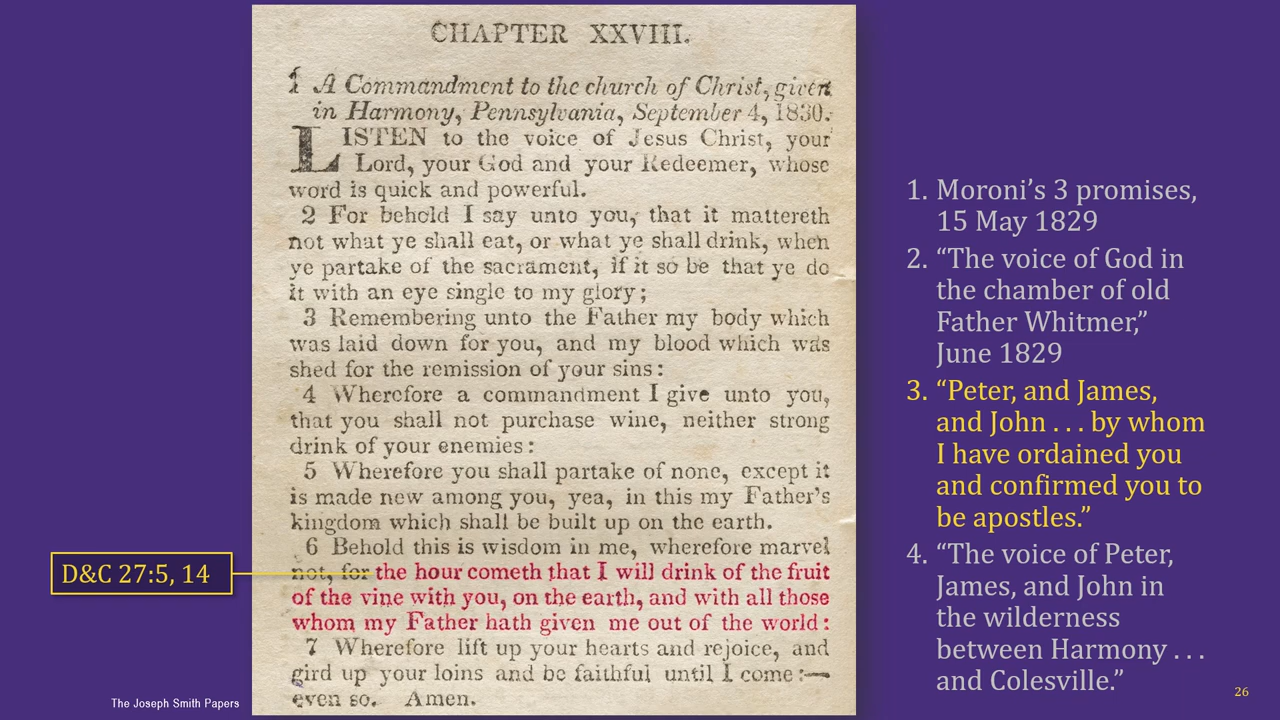 CHAPTER XXVIII.
1 A Commandment to the church of Christ, given
in Harmony, Pennsylvania, September 4, 1830.
LISTEN to the voice of Jesus Christ, your
Lord, your God and your Redeemer, whose
word is quick and powerful.
2 For behold I say unto you, that it mattereth
not what ye shall eat, or what ye shall drink, when
ye partake of the sacrament, if it so be that ye do
it with an eye single to my glory;
3 Remembering unto the Father my body which
was laid down for you, and my blood which was
shed for the remission of your sins:
4 Wherefore a commandment I give unto you,
that you shall not purchase wine, neither strong
drink of your enemies:
5 Wherefore you shall partake of none, except it
is made new among you, yea, in this my Father's
kingdom which shall be built up on the earth.
6 Behold this is wisdom in me, wherefore marvel
not, for the hour cometh that I will drink of the fruit
of the vine with you, on the earth, and with all those
whom my Father hath given me out of the world:
7 Wherefore lift up your hearts and rejoice, and
gird up your loins and be faithful until I come:—
even so. Amen.
D&C 27:5, 14
The Joseph Smith Papers
1. Moroni's 3 promises,
15 May 1829
2. “The voice of God in
the chamber of old
Father Whitmer,”
June 1829
3. “Peter, and James,
and John . . . by whom
I have ordained you
and confirmed you to
be apostles.”
4. “The voice of Peter,
James, and John in
the wilderness
between Harmony . . .
and Colesville.”
26